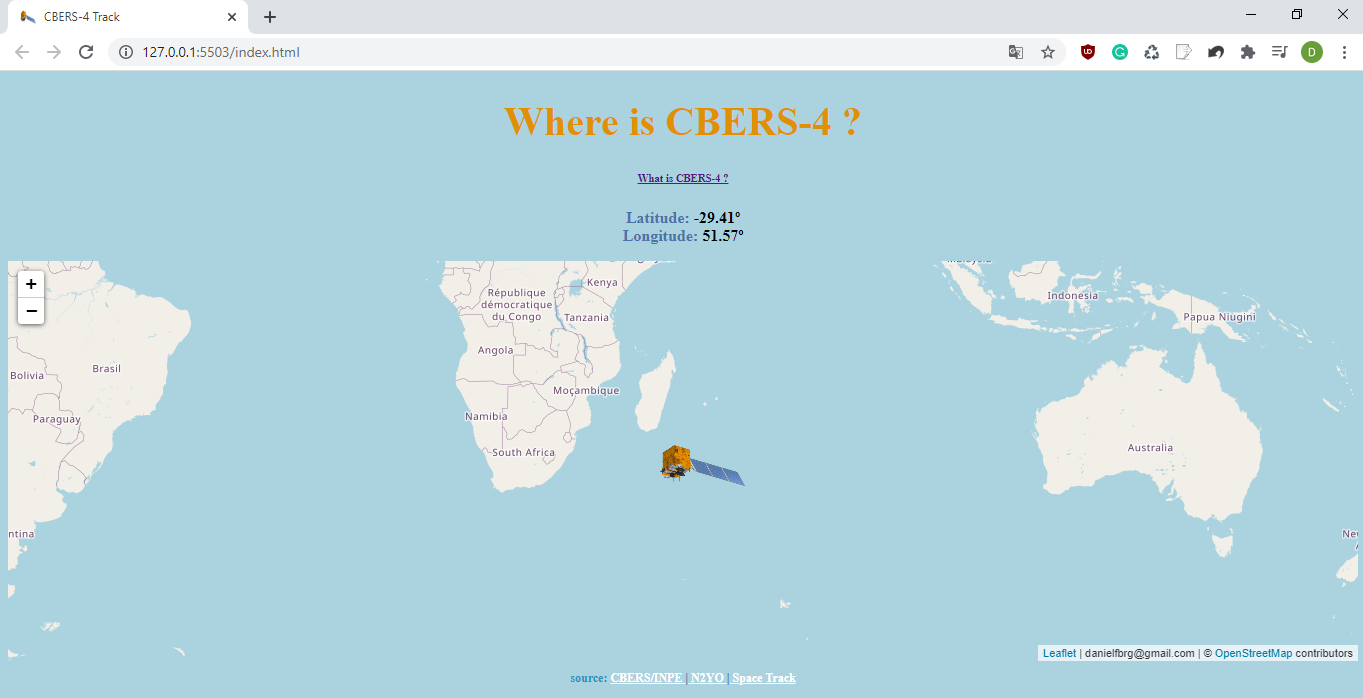 CBERS-4 Track
127.0.0.1:5503/index.html
D
Where is CBERS-4 ?
What is CBERS-4 ?
Latitude: -29.41°
Longitude: 51.57°
+
−
Kenya
République
démocratique
du Congo
Tanzania
Indonesia
Papua Niugini
Angola
Brasil
Bolivia
Moçambique
Namibia
Paraguay
South Africa
Australia
ntina
Leaflet | danielfbrg@gmail.com | © OpenStreetMap contributors
source: CBERS/INPE | N2YO | Space Track